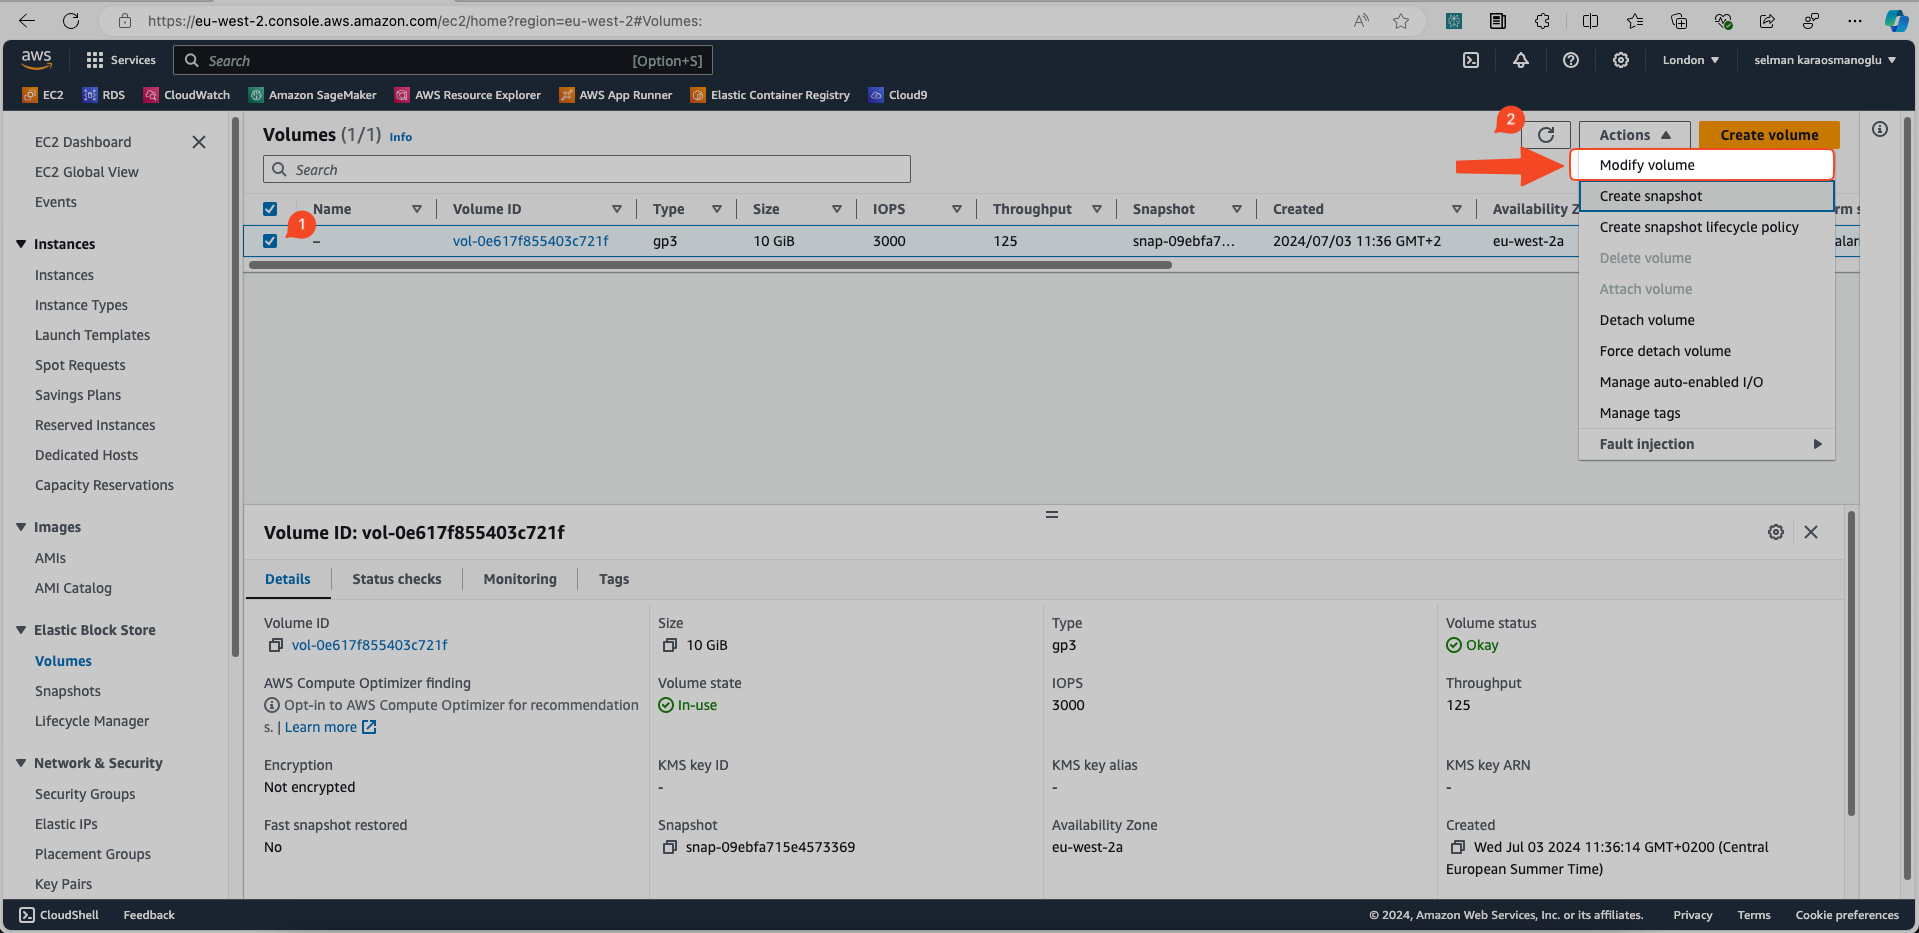 https://eu-west-2.console.aws.amazon.com/ec2/home?region=eu-west-2#Volumes:
aws
Services
Search
[Option+S]
London
selman karaosmanoglu
EC2
RDS
CloudWatch
Amazon SageMaker
AWS Resource Explorer
AWS App Runner
Elastic Container Registry
Cloud9
EC2 Dashboard
EC2 Global View
Events
Instances
Instances
Instance Types
Launch Templates
Spot Requests
Savings Plans
Reserved Instances
Dedicated Hosts
Capacity Reservations
Images
AMIs
AMI Catalog
Elastic Block Store
Volumes
Snapshots
Lifecycle Manager
Network & Security
Security Groups
Elastic IPs
Placement Groups
Key Pairs
Volumes (1/1) Info
2
Actions
Create volume
Search
Name
Volume ID
Type
Size
IOPS
Throughput
Snapshot
Created
Availability Z
rm s
1
–
vol-0e617f855403c721f
gp3
10 GiB
3000
125
snap-09ebfa7...
2024/07/03 11:36 GMT+2
eu-west-2a
alar
Modify volume
Create snapshot
Create snapshot lifecycle policy
Delete volume
Attach volume
Detach volume
Force detach volume
Manage auto-enabled I/O
Manage tags
Fault injection
Volume ID: vol-0e617f855403c721f
Details
Status checks
Monitoring
Tags
Volume ID
vol-0e617f855403c721f
Size
10 GiB
Type
gp3
Volume status
Okay
AWS Compute Optimizer finding
Opt-in to AWS Compute Optimizer for recommendation
s. | Learn more
Volume state
In-use
IOPS
3000
Throughput
125
Encryption
Not encrypted
KMS key ID
-
KMS key alias
-
KMS key ARN
-
Fast snapshot restored
No
Snapshot
snap-09ebfa715e4573369
Availability Zone
eu-west-2a
Created
Wed Jul 03 2024 11:36:14 GMT+0200 (Central
European Summer Time)
CloudShell
Feedback
© 2024, Amazon Web Services, Inc. or its affiliates.
Privacy
Terms
Cookie preferences